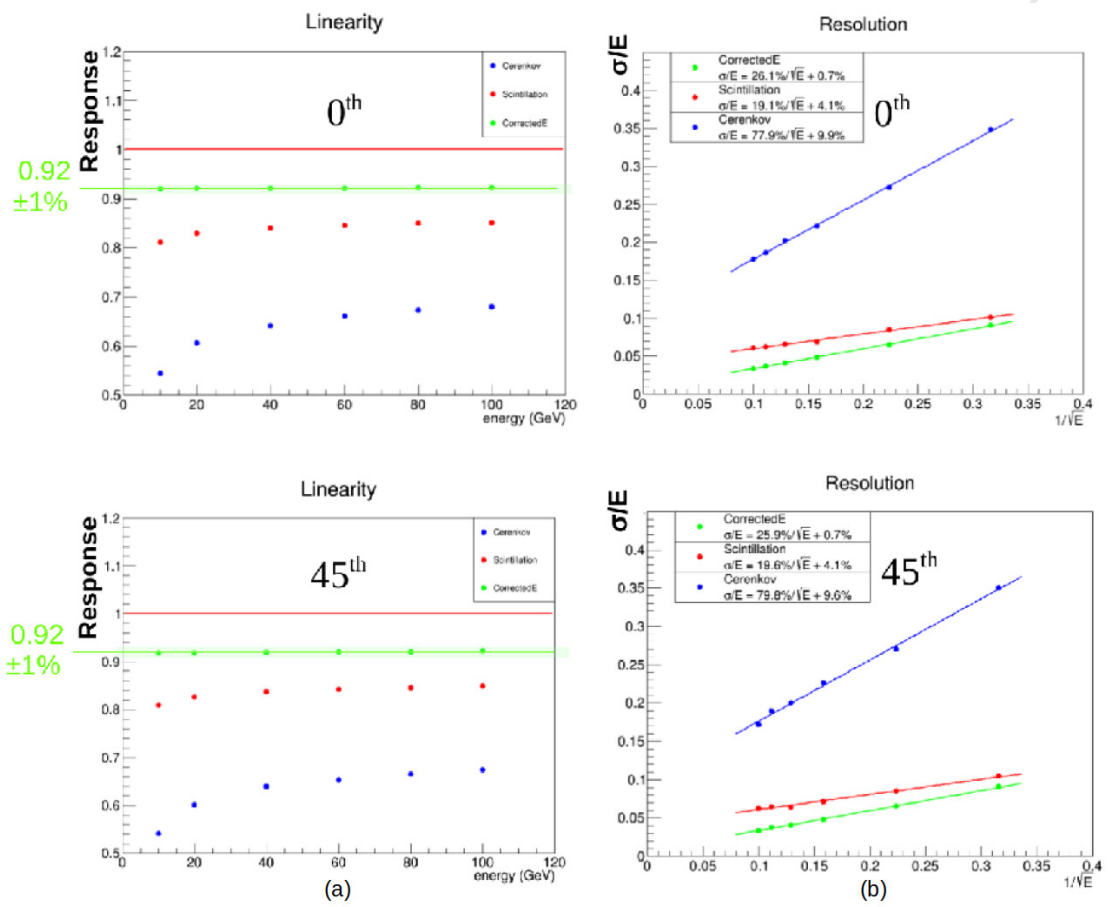 Linearity
Response
1.2
1.1
1
0.9
0.8
0.7
0.6
0.5
0 20 40 60 80 100 120
energy (GeV)
Cerenkov
Scintillation
CorrectedE
0th
0.92
±1%
Resolution
σ/E
0.4
0.35
0.3
0.25
0.2
0.15
0.1
0.05
0
0 0.05 0.1 0.15 0.2 0.25 0.3 0.35 0.4
1/√E
CorrectedE
σ/E = 26.1%/√E + 0.7%
Scintillation
σ/E = 19.1%/√E + 4.1%
Cerenkov
σ/E = 77.9%/√E + 9.9%
0th
Linearity
Response
1.2
1.1
1
0.9
0.8
0.7
0.6
0.5
0 20 40 60 80 100 120
energy (GeV)
Cerenkov
Scintillation
CorrectedE
45th
0.92
±1%
(a)
Resolution
σ/E
0.4
0.35
0.3
0.25
0.2
0.15
0.1
0.05
0
0 0.05 0.1 0.15 0.2 0.25 0.3 0.35 0.4
1/√E
CorrectedE
σ/E = 25.9%/√E + 0.7%
Scintillation
σ/E = 19.6%/√E + 4.1%
Cerenkov
σ/E = 79.8%/√E + 9.6%
45th
(b)